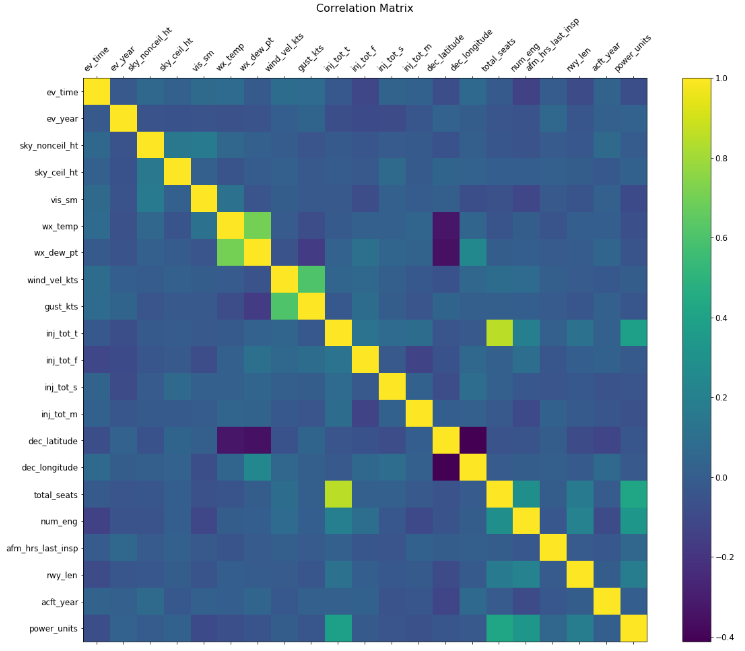 Correlation Matrix
ev_time
ev_year
sky_nonceil_ht
sky_ceil_ht
vis_sm
wx_temp
wx_dew_pt
wind_vel_kts
gust_kts
inj_tot_t
inj_tot_f
inj_tot_s
inj_tot_m
dec_latitude
dec_longitude
total_seats
num_eng
afm_hrs_last_insp
rwy_len
acft_year
power_units
ev_time
ev_year
sky_nonceil_ht
sky_ceil_ht
vis_sm
wx_temp
wx_dew_pt
wind_vel_kts
gust_kts
inj_tot_t
inj_tot_f
inj_tot_s
inj_tot_m
dec_latitude
dec_longitude
total_seats
num_eng
afm_hrs_last_insp
rwy_len
acft_year
power_units
1.0
0.8
0.6
0.4
0.2
0.0
−0.2
−0.4